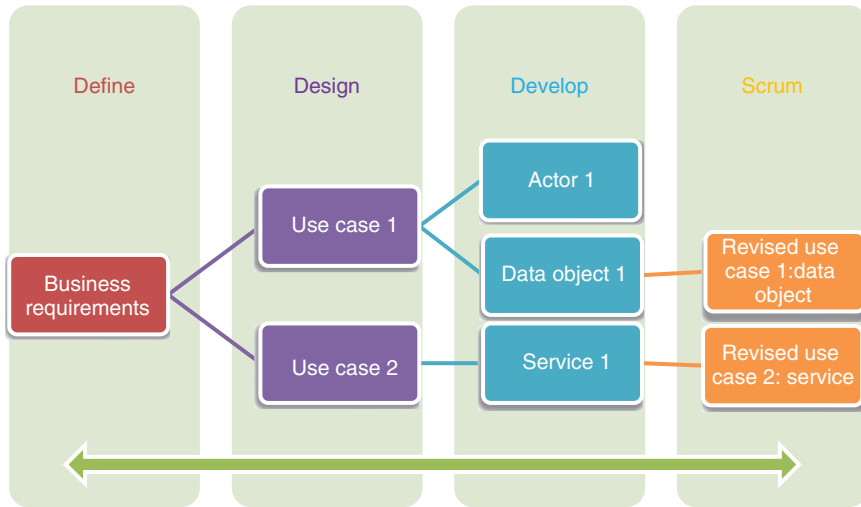 Define
Design
Develop
Scrum
Business
requirements
Use case 1
Use case 2
Actor 1
Data object 1
Service 1
Revised use
case 1:data
object
Revised use
case 2: service